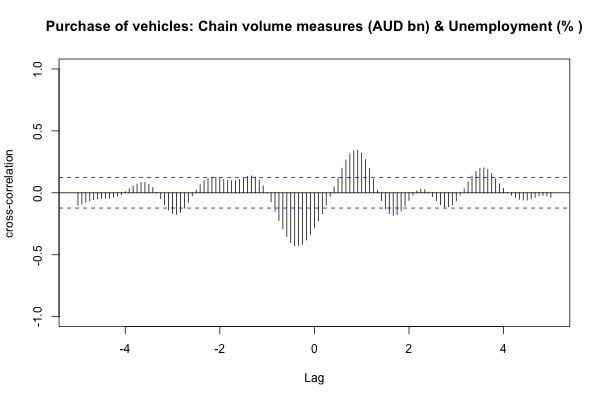 Purchase of vehicles: Chain volume measures (AUD bn) & Unemployment (% )
1.0
0.5
0.0
-0.5
-1.0
cross-correlation
-4 -2 0 2 4
Lag